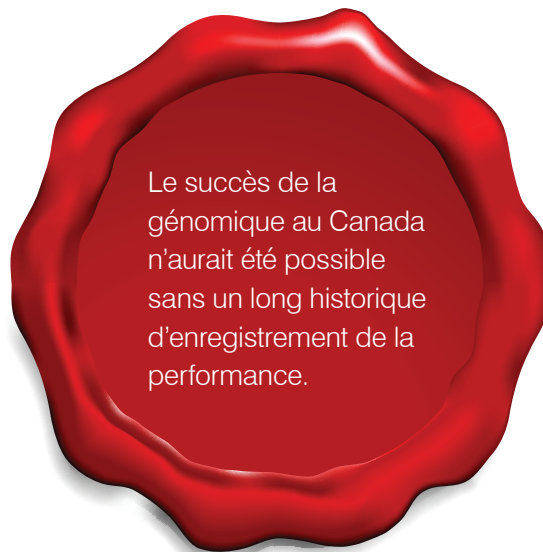 Le succès de la
génomique au Canada
n'aurait été possible
sans un long historique
d'enregistrement de la
performance.